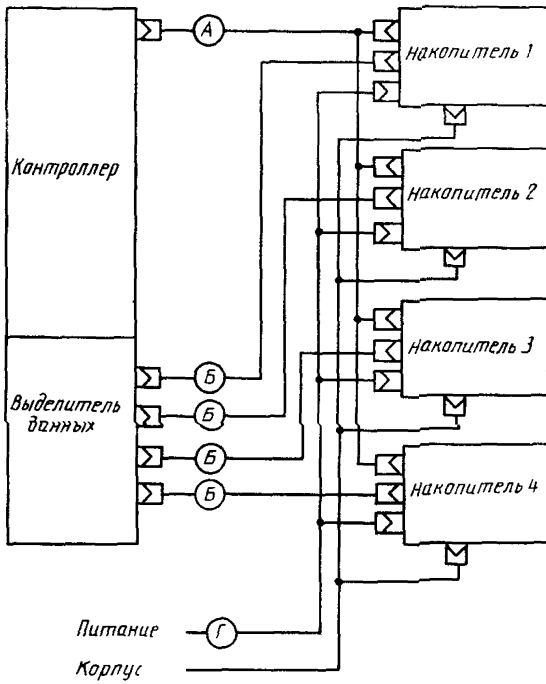 А
Накопитель 1
Контроллер
Накопитель 2
Накопитель 3
Выделитель
данных
Б
Б
Б
Б
Накопитель 4
Питание
Г
Корпус